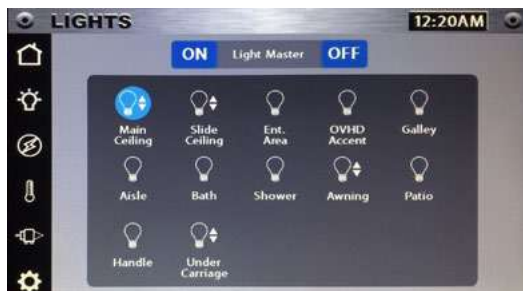 LIGHTS 12:20AM
ON Light Master OFF
Main Ceiling
Slide Ceiling
Ent. Area
OVHD Accent
Galley
Aisle
Bath
Shower
Awning
Patio
Handle
Under Carriage